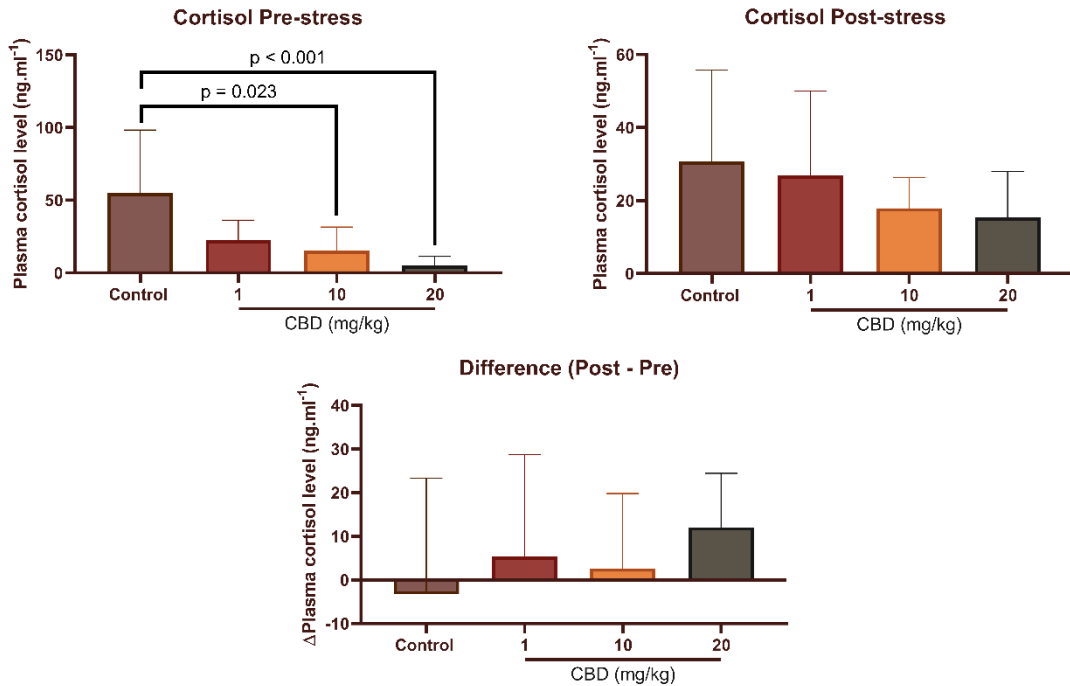 Cortisol Pre-stress
Plasma cortisol level (ng.ml⁻¹)
150
100
50
0
p < 0.001
p = 0.023
Control
1
10
20
CBD (mg/kg)
Cortisol Post-stress
Plasma cortisol level (ng.ml⁻¹)
60
40
20
0
Control
1
10
20
CBD (mg/kg)
Difference (Post - Pre)
ΔPlasma cortisol level (ng.ml⁻¹)
40
30
20
10
0
-10
Control
1
10
20
CBD (mg/kg)